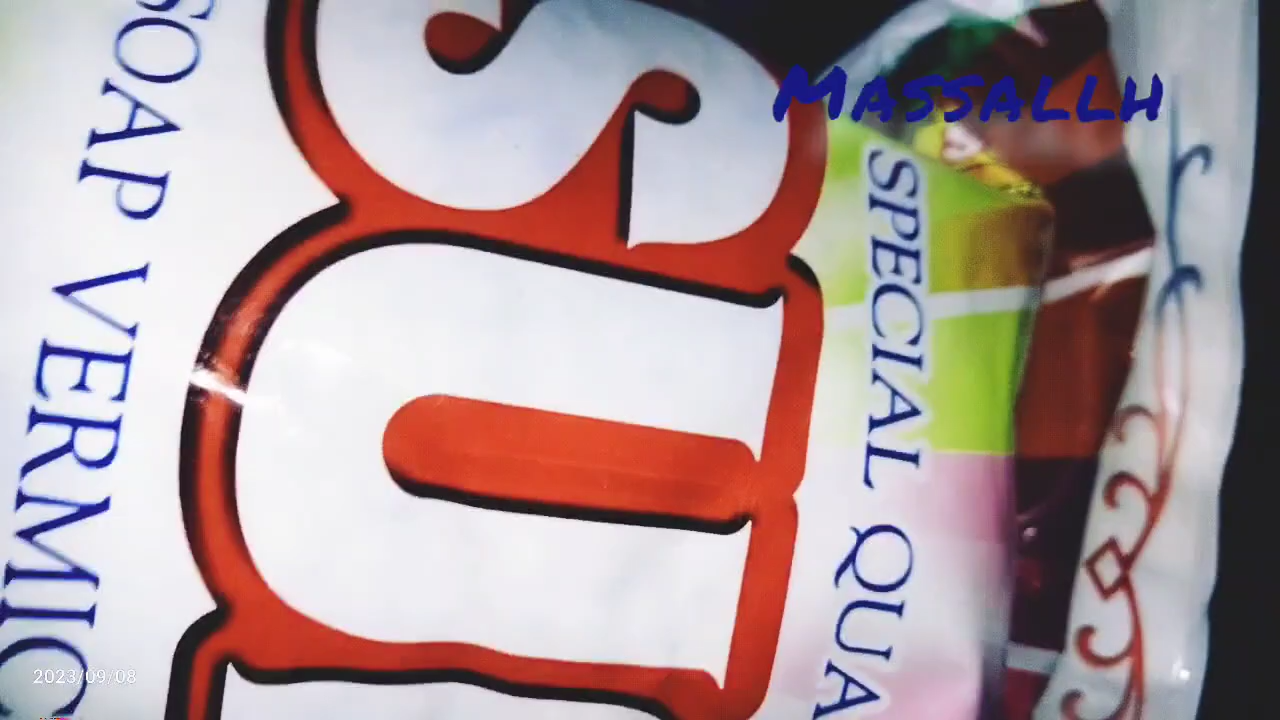 Massallh
SPECIAL QUA
SU
SOAP VERMIC
2023/09/08